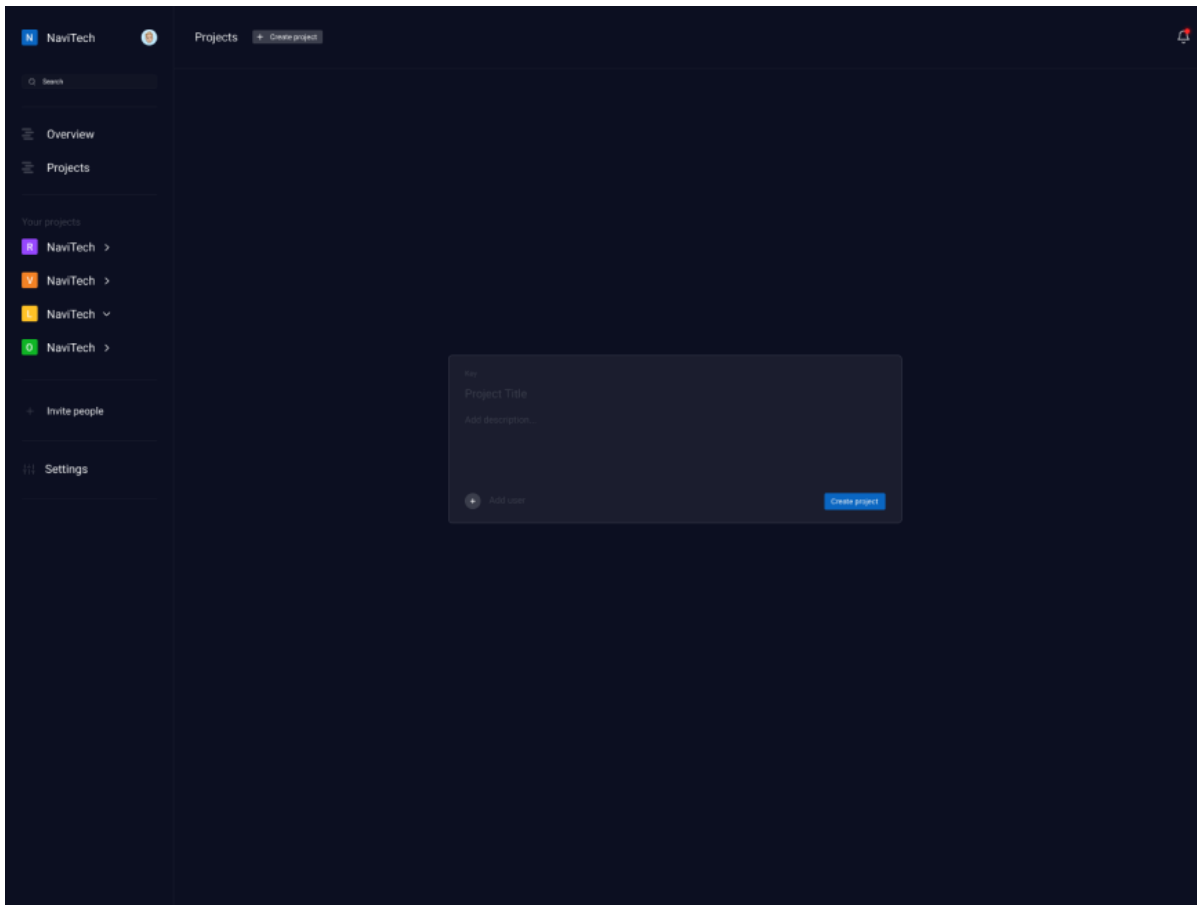 N NaviTech
Projects
+ Create project
Search
Overview
Projects
Your projects
R NaviTech >
V NaviTech >
L NaviTech
O NaviTech >
+ Invite people
Settings
Key
Project Title
Add description...
+ Add user
Create project